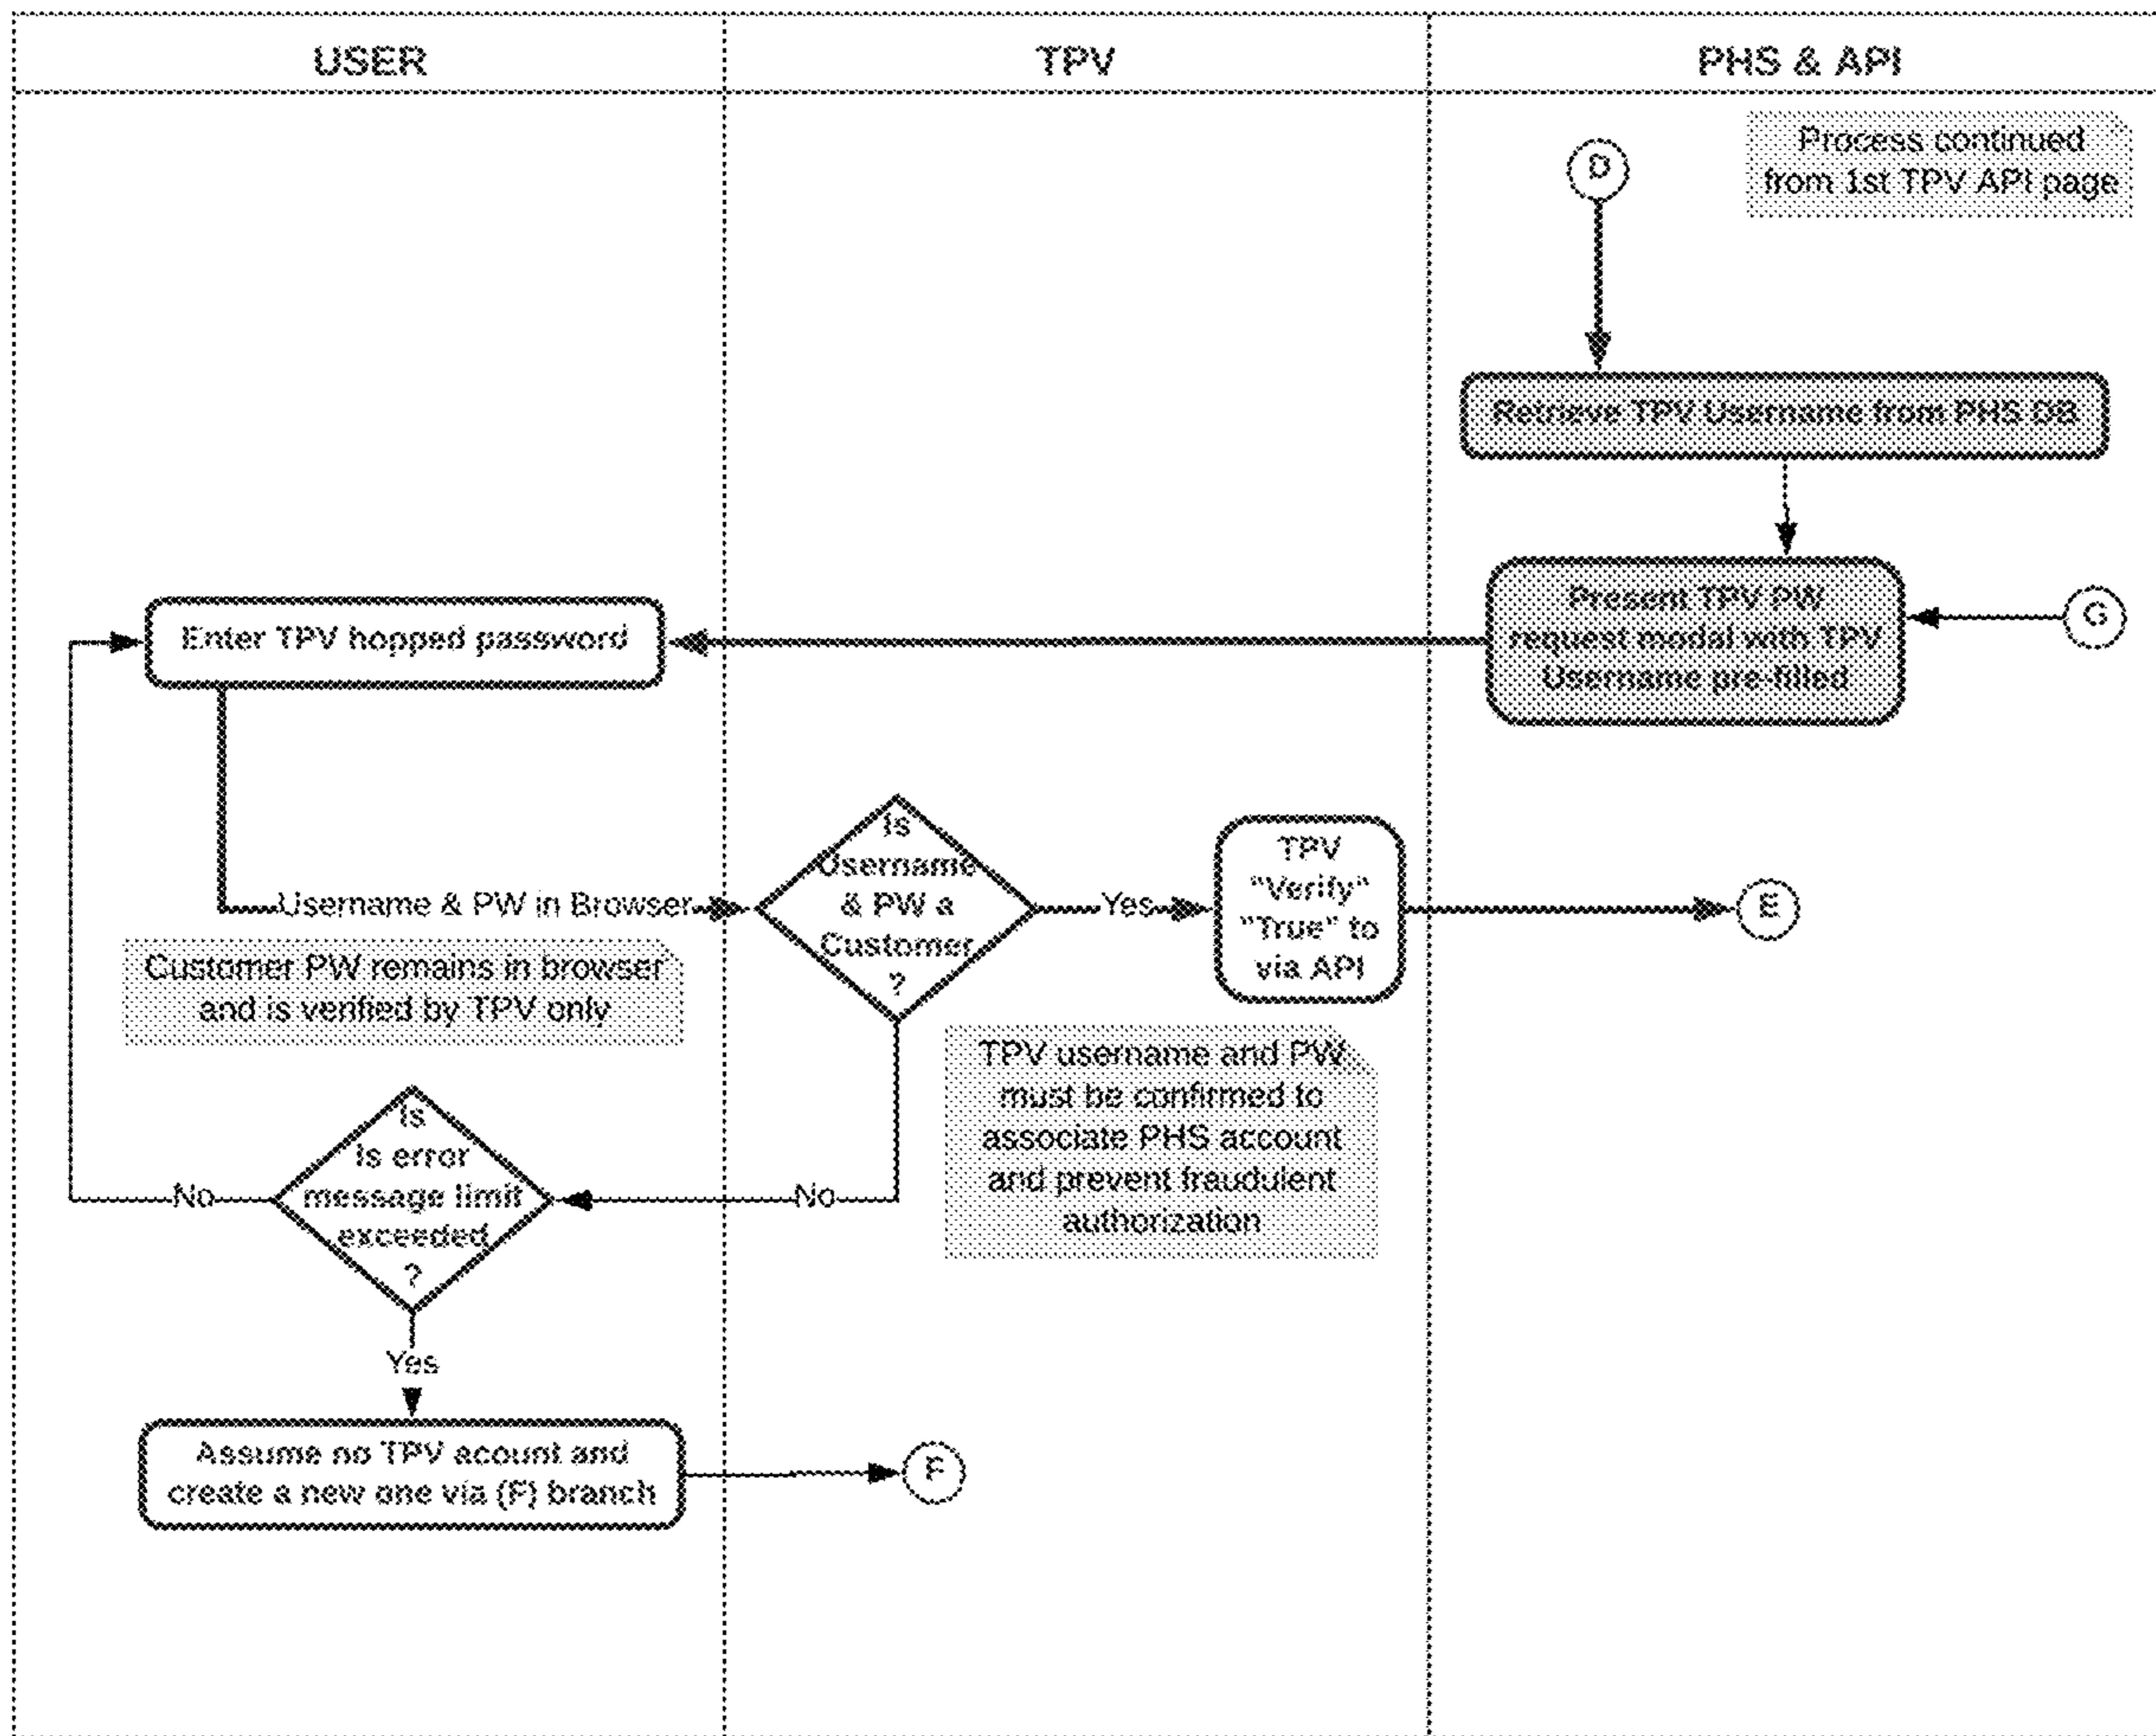 USER
TPV
PHS & API
D
Process continued
from 1st TPV API page
Retrieve TPV Username from PHS DB
Present TPV PW
request modal with TPV
Username pre-filled
G
Enter TPV hopped password
Username & PW in Browser
Is
Username
& PW a
Customer
?
Yes
TPV
"Verify"
"True" to
via API
E
Customer PW remains in browser
and is verified by TPV only
TPV username and PW
must be confirmed to
associate PHS account
and prevent fraudulent
authorization
No
Is
Is error
message limit
exceeded
?
No
Yes
Assume no TPV acount and
create a new one via (F) branch
F